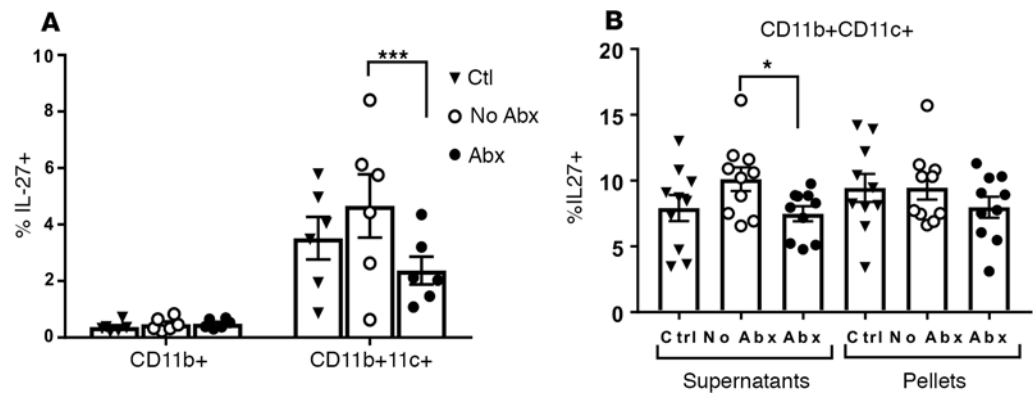 A
% IL-27+
10
8
6
4
2
0
***
Ctl
No Abx
Abx
CD11b+
CD11b+11c+
B
CD11b+CD11c+
%IL27+
20
15
10
5
0
*
Ctrl No Abx Abx Ctrl No Abx Abx
Supernatants
Pellets